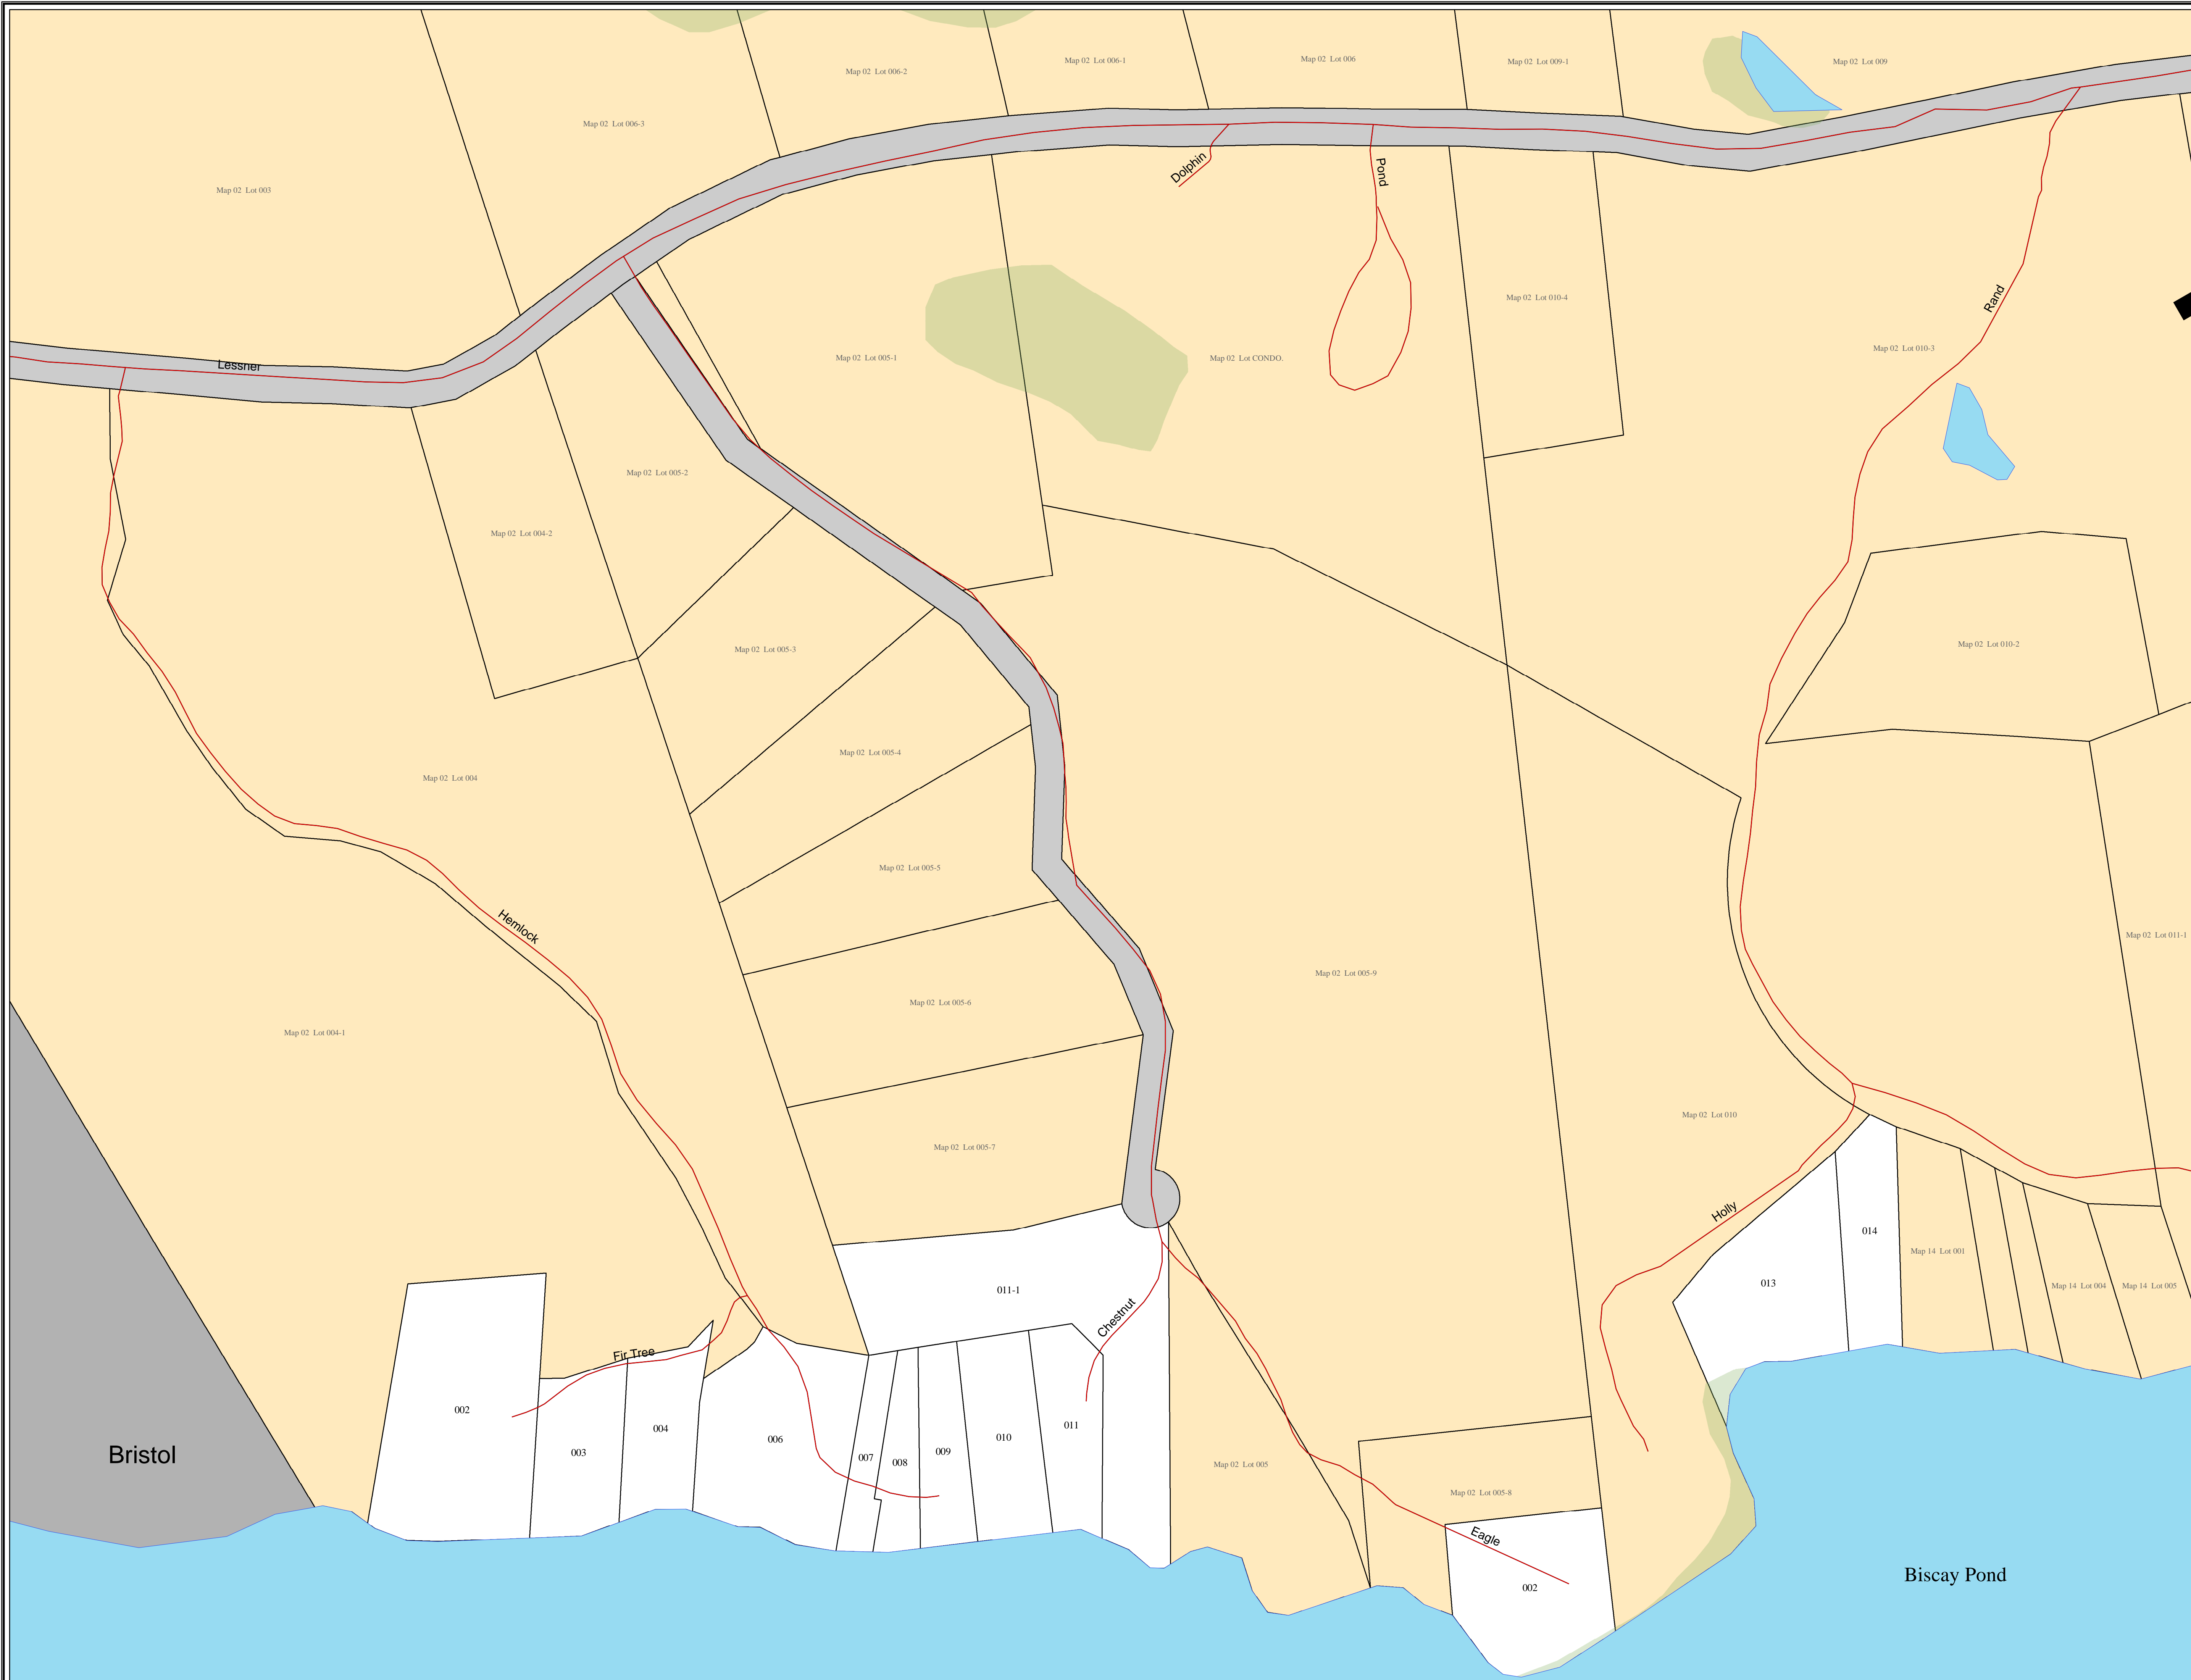 Map 02 Lot 006-1
Map 02 Lot 006
Map 02 Lot 009-1
Map 02 Lot 009
Map 02 Lot 006-2
Map 02 Lot 006-3
Dolphin
Pond
Map 02 Lot 003
Map 02 Lot 010-4
Rand
Map 02 Lot 010-3
Lessner
Map 02 Lot 005-1
Map 02 Lot CONDO.
Map 02 Lot 005-2
Map 02 Lot 004-2
Map 02 Lot 010-2
Map 02 Lot 005-3
Map 02 Lot 005-4
Map 02 Lot 004
Map 02 Lot 005-5
Hemlock
Map 02 Lot 011-1
Map 02 Lot 005-9
Map 02 Lot 005-6
Map 02 Lot 004-1
Map 02 Lot 010
Map 02 Lot 005-7
Holly
014
Map 14 Lot 001
013
Map 14 Lot 004
Map 14 Lot 005
011-1
Chestnut
Fir Tree
002
003
004
006
007
008
009
010
011
Bristol
Map 02 Lot 005
Map 02 Lot 005-8
Eagle
002
Biscay Pond